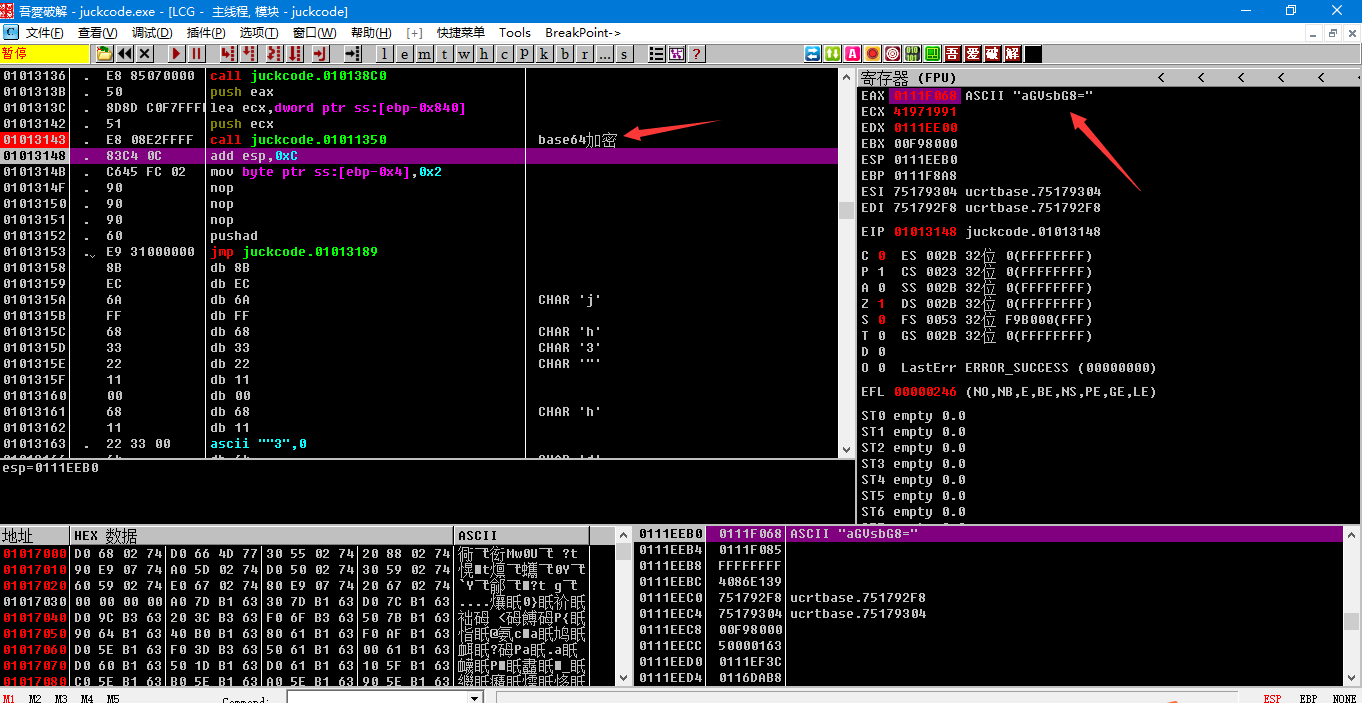 吾愛破解 - juckcode.exe - [LCG - 主线程, 模块 - juckcode]
文件(F) 查看(V) 调试(D) 插件(P) 选项(T) 窗口(W) 帮助(H) [+] 快捷菜单 Tools BreakPoint->
暂停 l e m t w h c p k b r ... s ?
吾 爱 破 解
01013136 . E8 85070000 call juckcode.010138C0
0101313B . 50 push eax
0101313C . 8D8D C0F7FFFF lea ecx,dword ptr ss:[ebp-0x840]
01013142 . 51 push ecx
01013143 . E8 08E2FFFF call juckcode.01011350 base64加密
01013148 . 83C4 0C add esp,0xC
0101314B . C645 FC 02 mov byte ptr ss:[ebp-0x4],0x2
0101314F . 90 nop
01013150 . 90 nop
01013151 . 90 nop
01013152 . 60 pushad
01013153 . E9 31000000 jmp juckcode.01013189
01013158 8B db 8B
01013159 EC db EC
0101315A 6A db 6A CHAR 'j'
0101315B FF db FF
0101315C 68 db 68 CHAR 'h'
0101315D 33 db 33 CHAR '3'
0101315E 22 db 22 CHAR '"'
0101315F 11 db 11
01013160 00 db 00
01013161 68 db 68 CHAR 'h'
01013162 11 db 11
01013163 . 22 33 00 ascii ""3",0
esp=0111EEB0
寄存器 (FPU) < < < < <
EAX 0111F068 ASCII "aGVsbG8="
ECX 41971991
EDX 0111EE00
EBX 00F98000
ESP 0111EEB0
EBP 0111F8A8
ESI 75179304 ucrtbase.75179304
EDI 751792F8 ucrtbase.751792F8
EIP 01013148 juckcode.01013148
C 0 ES 002B 32位 0(FFFFFFFF)
P 1 CS 0023 32位 0(FFFFFFFF)
A 0 SS 002B 32位 0(FFFFFFFF)
Z 1 DS 002B 32位 0(FFFFFFFF)
S 0 FS 0053 32位 F9B000(FFF)
T 0 GS 002B 32位 0(FFFFFFFF)
D 0
O 0 LastErr ERROR_SUCCESS (00000000)
EFL 00000246 (NO,NB,E,BE,NS,PE,GE,LE)
ST0 empty 0.0
ST1 empty 0.0
ST2 empty 0.0
ST3 empty 0.0
ST4 empty 0.0
ST5 empty 0.0
ST6 empty 0.0
地址 HEX 数据 ASCII
01017000 D0 68 02 74 D0 66 4D 77 30 55 02 74 20 88 02 74
01017010 90 E9 07 74 A0 5D 02 74 D0 50 02 74 30 59 02 74
01017020 60 59 02 74 E0 67 02 74 80 E9 07 74 20 67 02 74
01017030 00 00 00 00 A0 7D B1 63 30 7D B1 63 D0 7C B1 63
01017040 D0 9C B3 63 20 3C B3 63 F0 6F B3 63 50 7B B1 63
01017050 90 64 B1 63 40 B0 B1 63 80 61 B1 63 F0 AF B1 63
01017060 D0 5E B1 63 F0 3D B3 63 50 61 B1 63 00 61 B1 63
01017070 D0 60 B1 63 50 1D B1 63 D0 61 B1 63 10 5F B1 63
01017080 C0 5E B1 63 B0 5E B1 63 A0 5E B1 63 90 5E B1 63
0111EEB0 0111F068 ASCII "aGVsbG8="
0111EEB4 0111F085
0111EEB8 FFFFFFFF
0111EEBC 4086E139
0111EEC0 751792F8 ucrtbase.751792F8
0111EEC4 75179304 ucrtbase.75179304
0111EEC8 00F98000
0111EECC 50000163
0111EED0 0111EF3C
0111EED4 0116DAB8
M1 M2 M3 M4 M5 Command: ESP EBP NONE